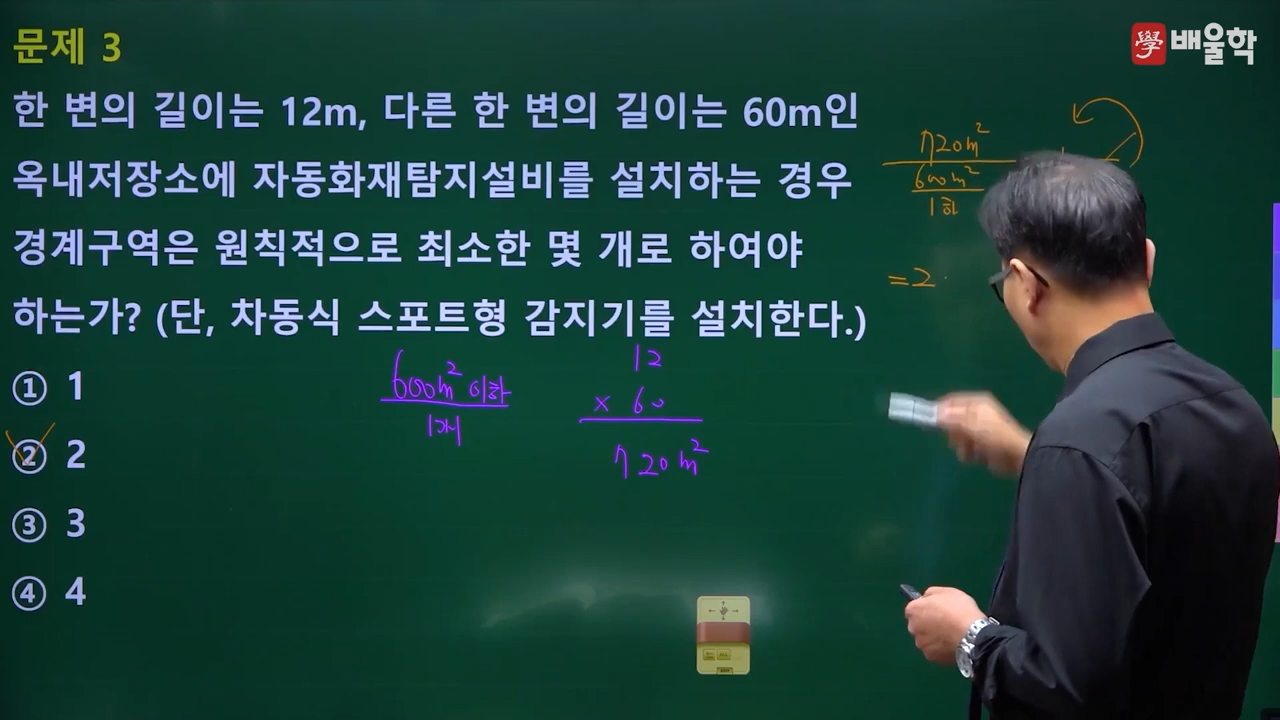 문제 3
學 배울학
한 변의 길이는 12m, 다른 한 변의 길이는 60m인
옥내저장소에 자동화재탐지설비를 설치하는 경우
경계구역은 원칙적으로 최소한 몇 개로 하여야
하는가? (단, 차동식 스포트형 감지기를 설치한다.)
① 1
② 2
③ 3
④ 4
600m² 이하
1개
12
× 60
720m²
720m²
600m²
=2